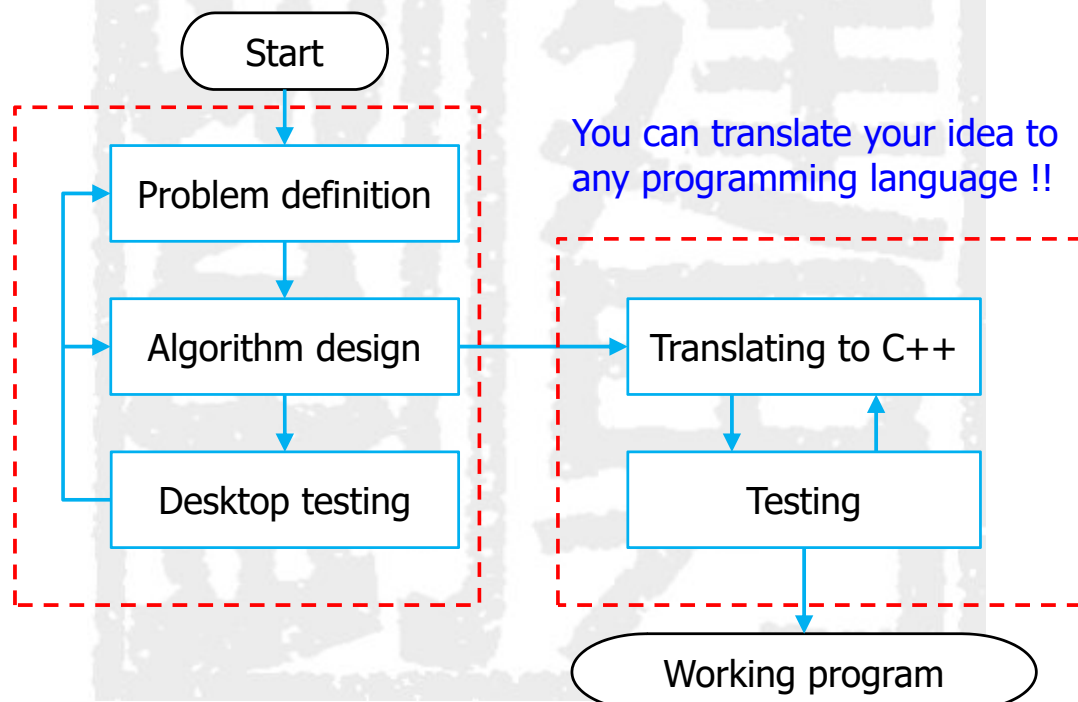 Start
You can translate your idea to
any programming language !!
Problem definition
Algorithm design
Translating to C++
Desktop testing
Testing
Working program